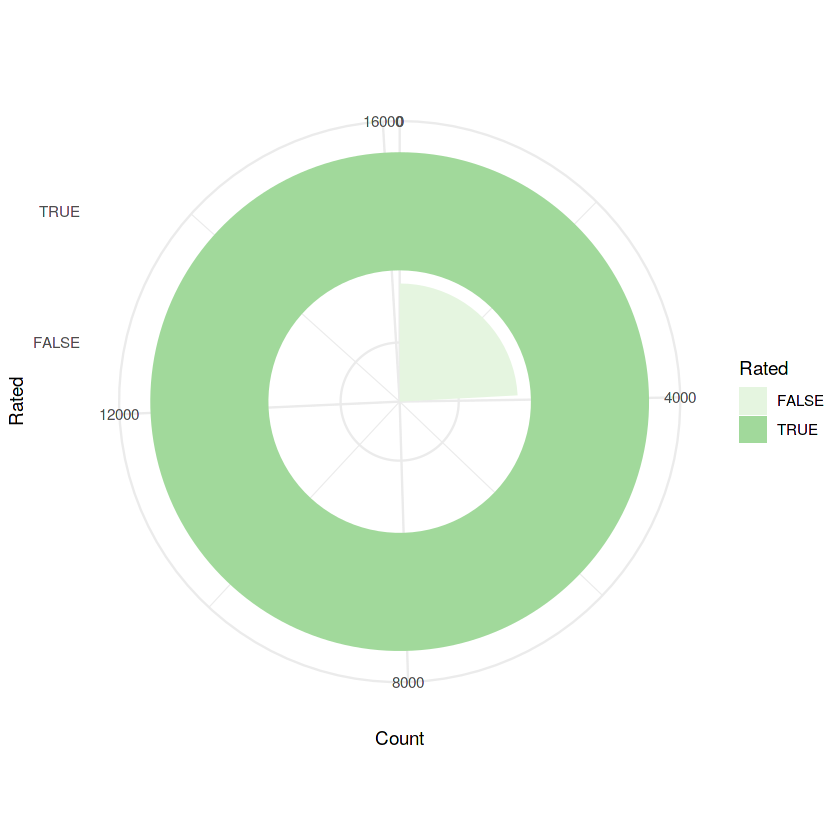 16000
0
TRUE
FALSE
Rated
12000
4000
8000
Count
Rated
FALSE
TRUE